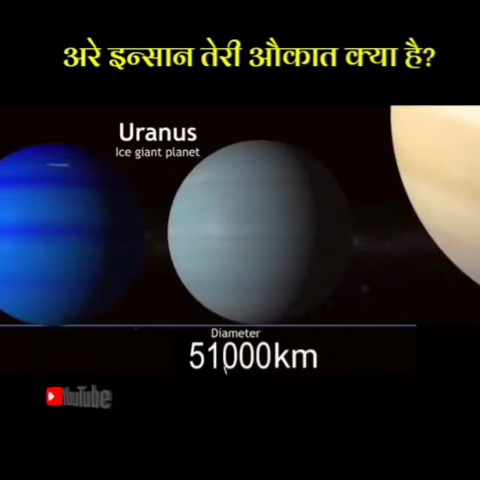 अरे इन्सान तेरी औकात क्या है?
Uranus
Ice giant planet
Diameter
51000km
YouTube